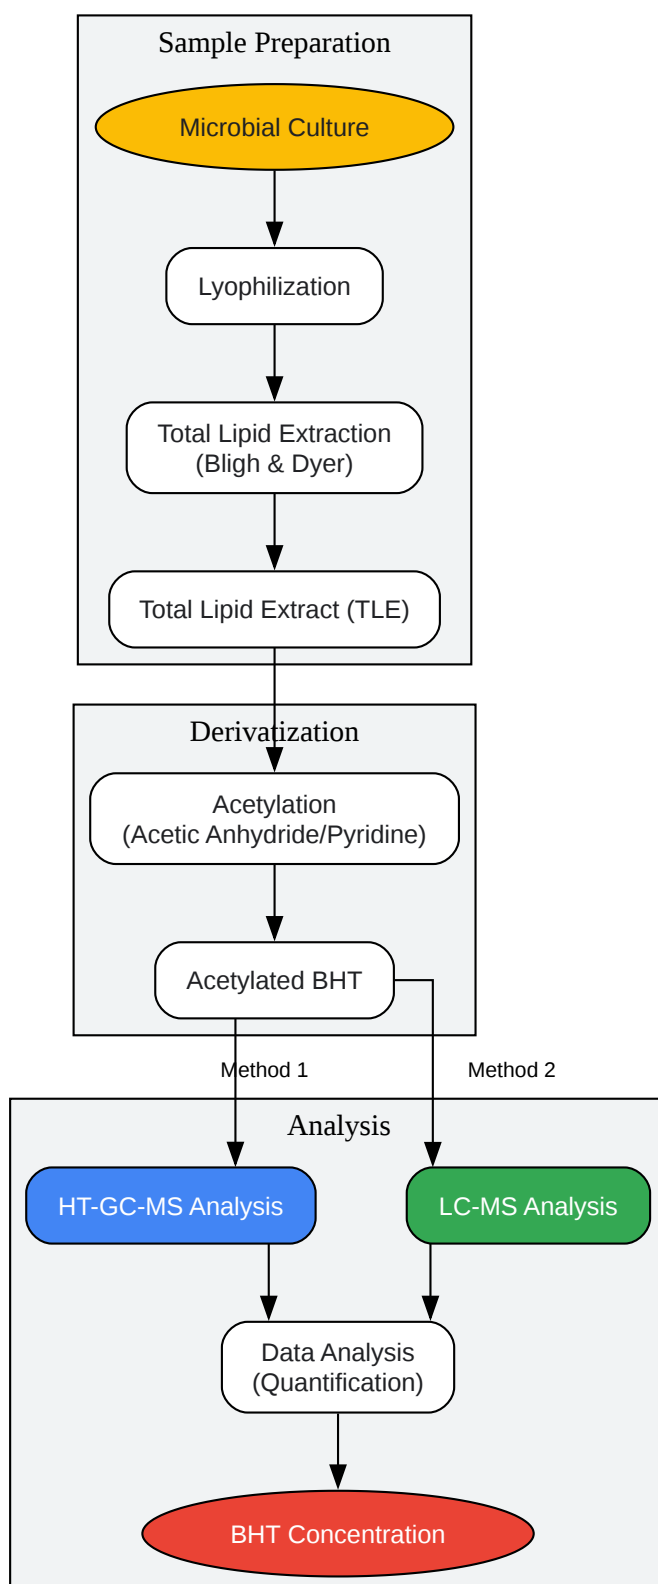 Sample Preparation
Microbial Culture
Lyophilization
Total Lipid Extraction
(Bligh & Dyer)
Total Lipid Extract (TLE)
Derivatization
Acetylation
(Acetic Anhydride/Pyridine)
Acetylated BHT
Method 1
Method 2
Analysis
HT-GC-MS Analysis
LC-MS Analysis
Data Analysis
(Quantification)
BHT Concentration